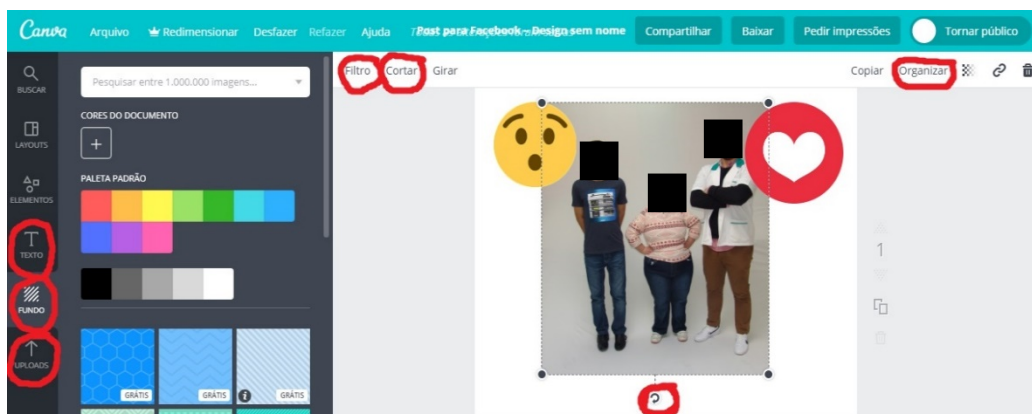 Canva
Arquivo
Redimensionar
Desfazer
Refazer
Ajuda
Post para Facebook - Design sem nome
Compartilhar
Baixar
Pedir impressões
Tornar público
BUSCAR
LAYOUTS
ELEMENTOS
TEXTO
FUNDO
UPLOADS
Pesquisar entre 1.000.000 imagens...
CORES DO DOCUMENTO
+
PALETA PADRÃO
GRÁTIS
GRÁTIS
GRÁTIS
Filtro
Cortar
Girar
Copiar
Organizar
1